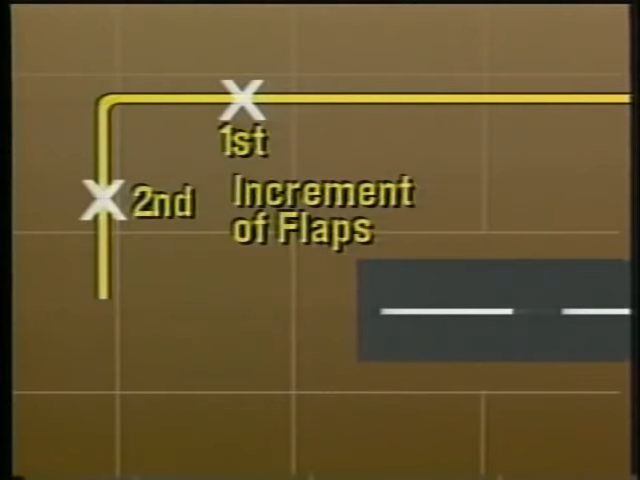 X
1st
X 2nd
Increment
of Flaps